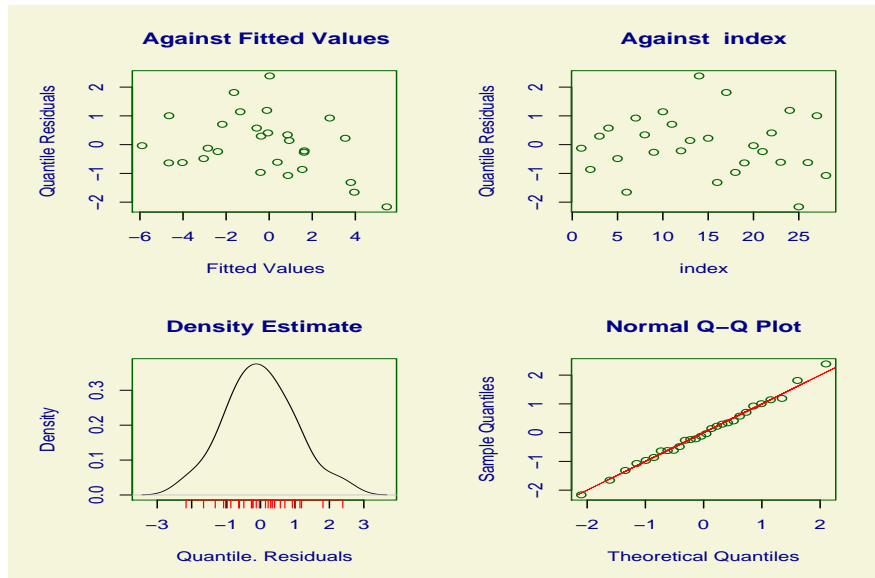 Against Fitted Values
Quantile Residuals
2
1
0
−1
−2
−6 −4 −2 0 2 4
Fitted Values
Against index
Quantile Residuals
2
1
0
−1
−2
0 5 10 15 20 25
index
Density Estimate
Density
0.3
0.2
0.1
0.0
−3 −1 0 1 2 3
Quantile. Residuals
Normal Q−Q Plot
Sample Quantiles
2
1
0
−1
−2
−2 −1 0 1 2
Theoretical Quantiles